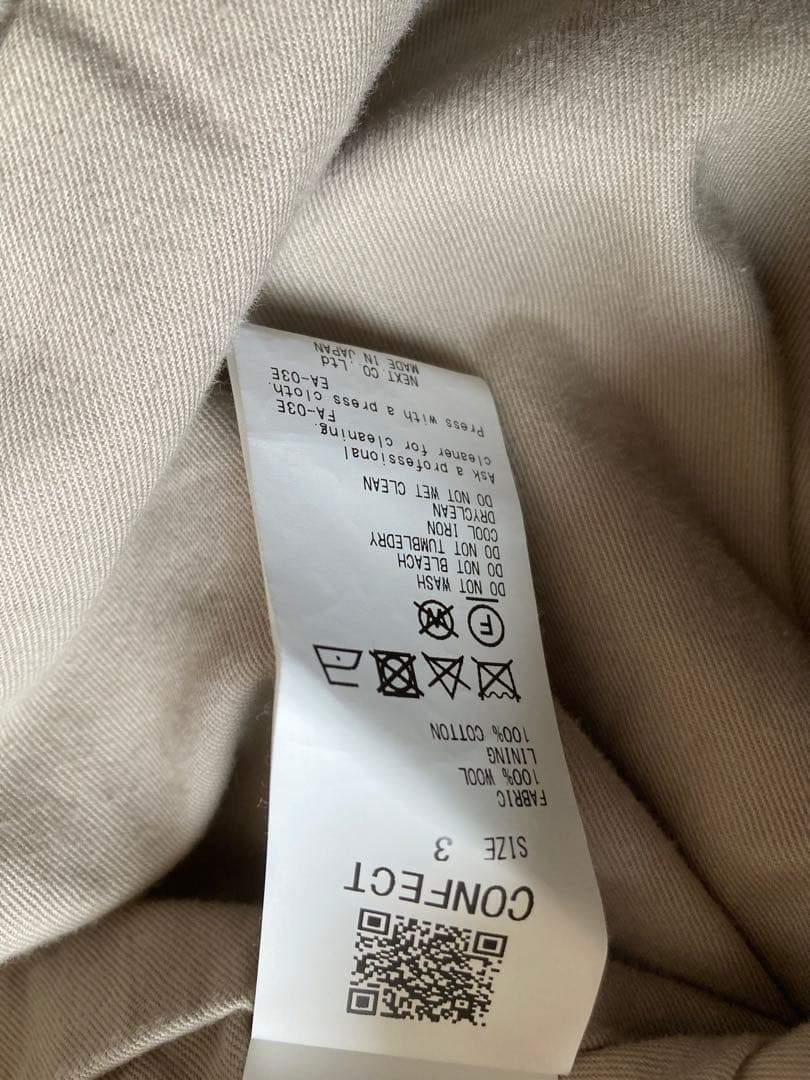 CONFECT
SIZE 3
FABRIC
100% WOOL
LINING
100% COTTON
F
W
DO NOT WASH
DO NOT BLEACH
DO NOT TUMBLEDRY
COOL IRON
DRYCLEAN
DO NOT WET CLEAN
Ask a professional
cleaner for cleaning.
FA-03E
Press with a press cloth.
EA-03E
NEXT CO .Ltd
MADE IN JAPAN